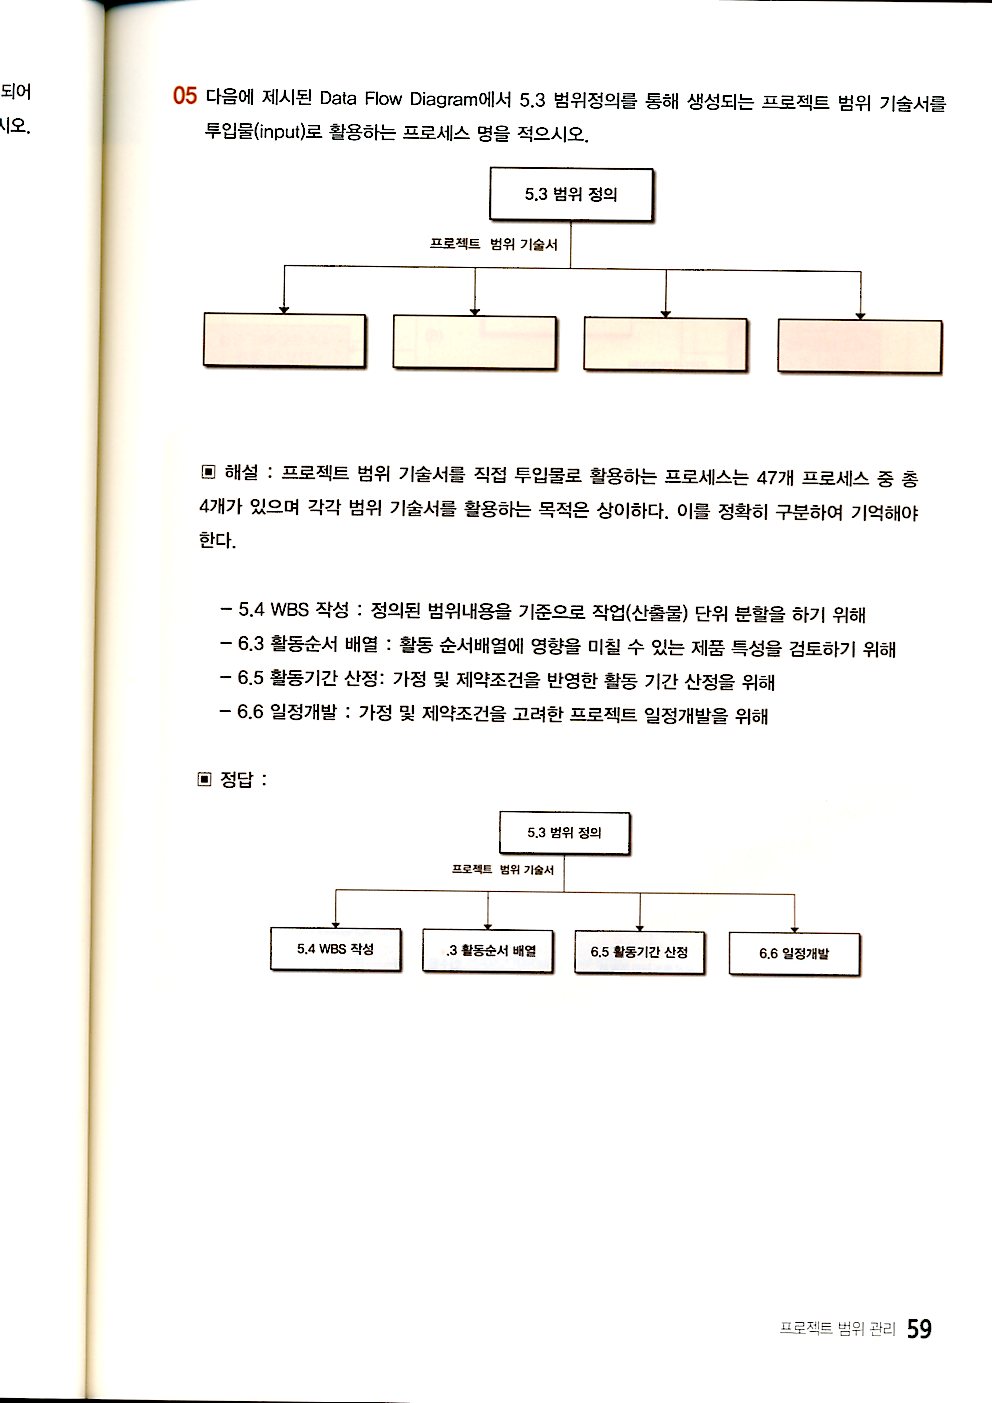 되어
시오.
05 다음에 제시된 Data Flow Diagram에서 5.3 범위정의를 통해 생성되는 프로젝트 범위 기술서를
투입물(input)로 활용하는 프로세스 명을 적으시오.
5.3 범위 정의
프로젝트 범위 기술서
▣ 해설 : 프로젝트 범위 기술서를 직접 투입물로 활용하는 프로세스는 47개 프로세스 중 총
4개가 있으며 각각 범위 기술서를 활용하는 목적은 상이하다. 이를 정확히 구분하여 기억해야
한다.
– 5.4 WBS 작성 : 정의된 범위내용을 기준으로 작업(산출물) 단위 분할을 하기 위해
– 6.3 활동순서 배열 : 활동 순서배열에 영향을 미칠 수 있는 제품 특성을 검토하기 위해
– 6.5 활동기간 산정: 가정 및 제약조건을 반영한 활동 기간 산정을 위해
– 6.6 일정개발 : 가정 및 제약조건을 고려한 프로젝트 일정개발을 위해
▣ 정답 :
5.3 범위 정의
프로젝트 범위 기술서
5.4 WBS 작성
.3 활동순서 배열
6.5 활동기간 산정
6.6 일정개발
프로젝트 범위 관리 59